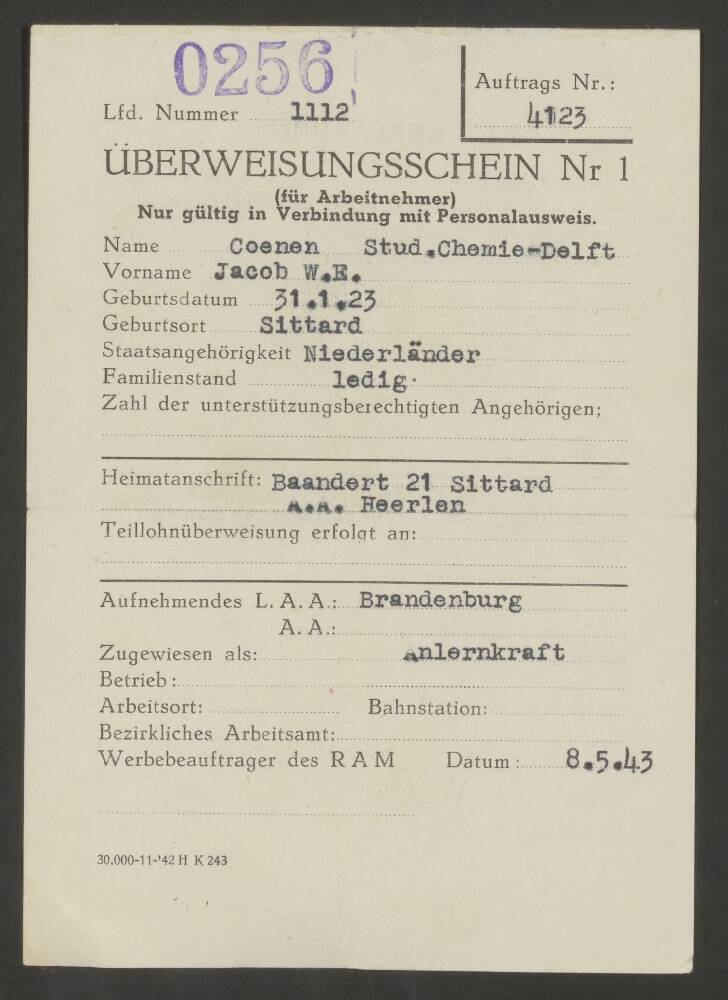 0256
Auftrags Nr.:
Lfd. Nummer 1112
4123
ÜBERWEISUNGSSCHEIN Nr 1
(für Arbeitnehmer)
Nur gültig in Verbindung mit Personalausweis.
Name Coenen Stud.Chemie-Delft
Vorname Jacob W.E.
Geburtsdatum 31.1.23
Geburtsort Sittard
Staatsangehörigkeit Niederländer
Familienstand ledig.
Zahl der unterstützungsberechtigten Angehörigen;
Heimatanschrift: Baandert 21 Sittard
A.A. Heerlen
Teillohnüberweisung erfolgt an:
Aufnehmendes L. A. A.: Brandenburg
A. A.:
Zugewiesen als: Anlernkraft
Betrieb:
Arbeitsort: Bahnstation:
Bezirkliches Arbeitsamt:
Werbebeauftrager des R A M Datum: 8.5.43
30.000-11-'42 H K 243